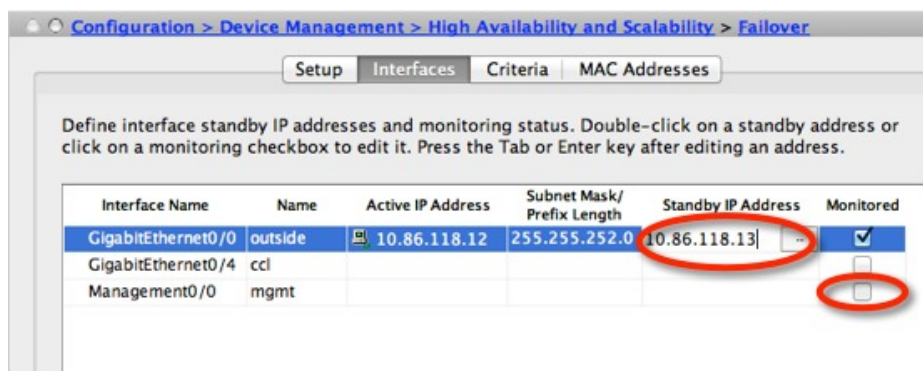 Configuration > Device Management > High Availability and Scalability > Failover
Setup Interfaces Criteria MAC Addresses
Define interface standby IP addresses and monitoring status. Double-click on a standby address or
click on a monitoring checkbox to edit it. Press the Tab or Enter key after editing an address.
Interface Name Name Active IP Address Subnet Mask/ Prefix Length Standby IP Address Monitored
GigabitEthernet0/0 outside 10.86.118.12 255.255.252.0 10.86.118.13 ...
GigabitEthernet0/4 ccl
Management0/0 mgmt